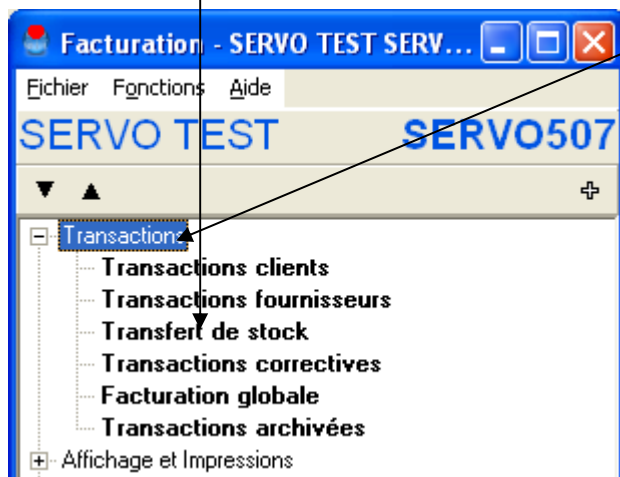 Facturation - SERVO TEST SERV...
Fichier Fonctions Aide
SERVO TEST SERVO507
Transactions
Transactions clients
Transactions fournisseurs
Transfert de stock
Transactions correctives
Facturation globale
Transactions archivées
Affichage et Impressions